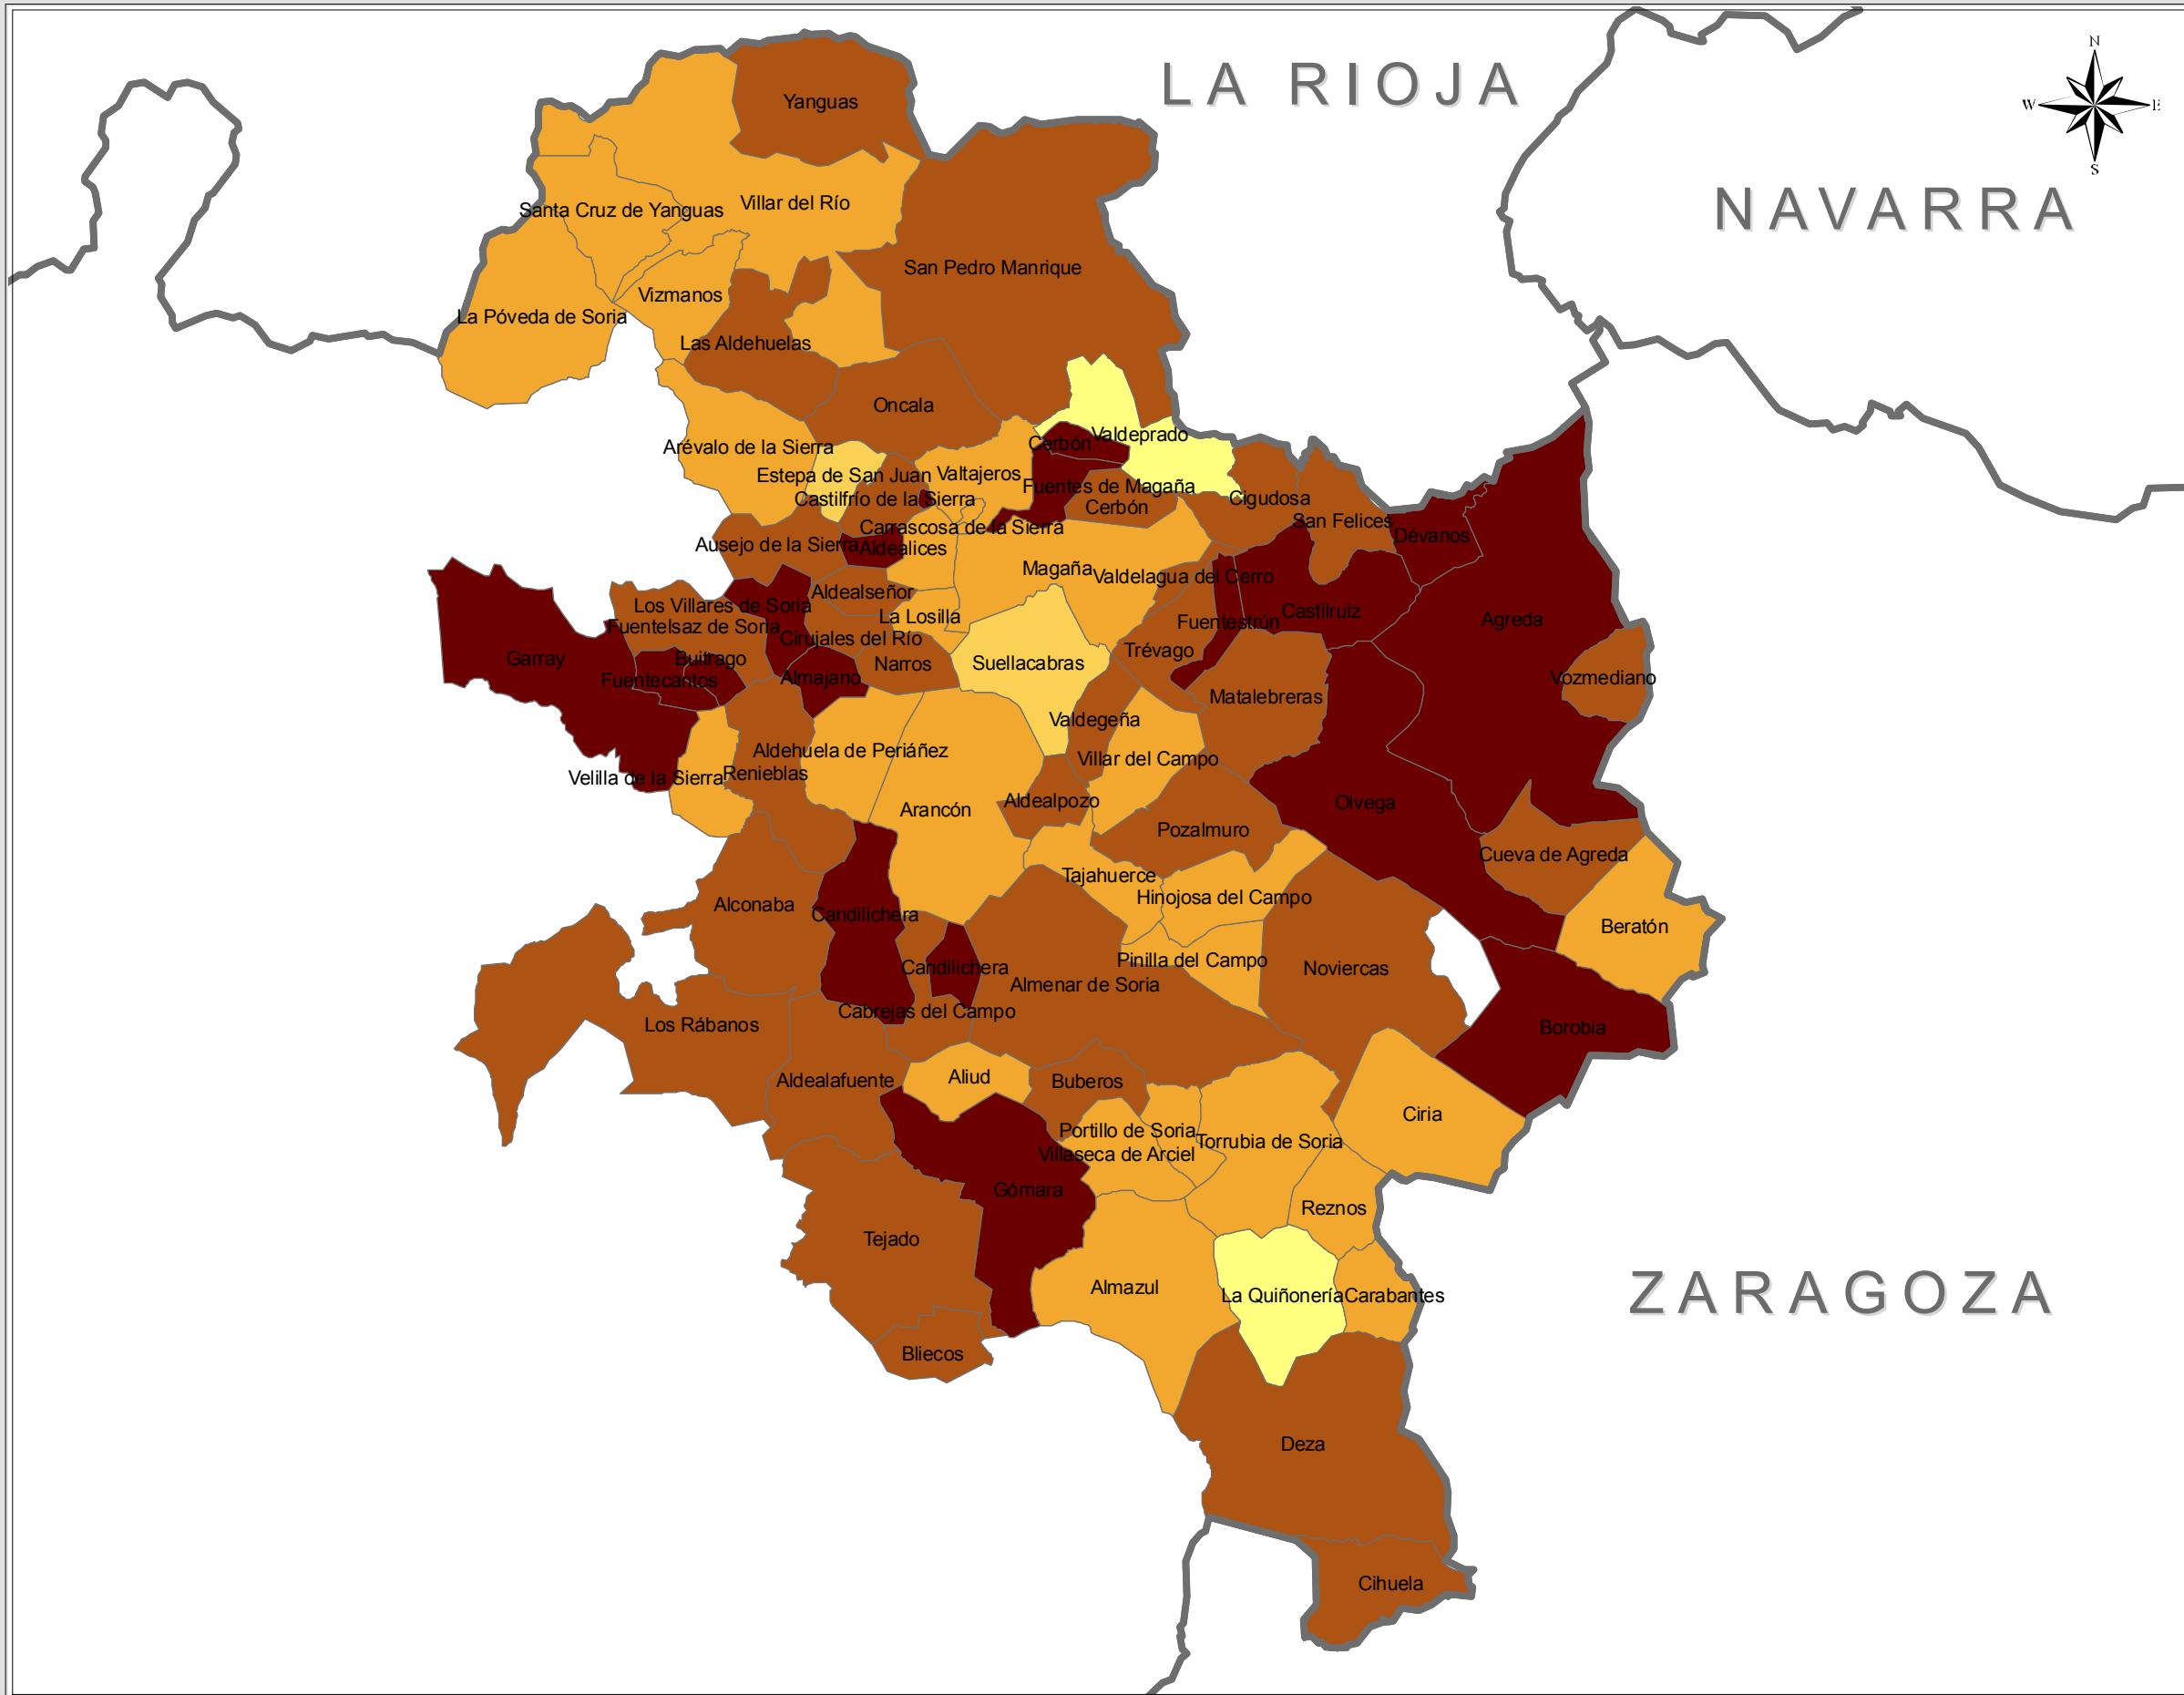 N
LA RIOJA
Yanguas
W
E
S
Villar del Río
Santa Cruz de Yanguas
NAVARRA
San Pedro Manrique
Vizmanos
La Póveda de Soria
Las Aldehuelas
Oncala
Valdeprado
Cerbón
Arévalo de la Sierra
Estepa de San Juan
Valtajeros
Fuentes de Magaña
Castilfrío de la Sierra
Cigudosa
Cerbón
San Felices
Carrascosa de la Sierra
Dévanos
Ausejo de la Sierra
Aldealices
Magaña
Valdelagua del Cerro
Aldealseñor
Los Villares de Soria
Castilruiz
La Losilla
Agreda
Fuentestrún
Fuentelsaz de Soria
Cirujales del Río
Trévago
Garray
Buitrago
Narros
Suellacabras
Fuentecantos
Almajano
Vozmediano
Matalebreras
Valdegeña
Aldehuela de Periáñez
Villar del Campo
Velilla de la Sierra
Renieblas
Aldealpozo
Olvega
Arancón
Pozalmuro
Cueva de Agreda
Tajahuerce
Hinojosa del Campo
Alconaba
Candilichera
Beratón
Pinilla del Campo
Candilichera
Noviercas
Almenar de Soria
Cabrejas del Campo
Los Rábanos
Borobia
Aliud
Aldealafuente
Buberos
Ciria
Portillo de Soria
Torrubia de Soria
Villaseca de Arciel
Gómara
Reznos
Tejado
Almazul
La Quiñonería
Carabantes
ZARAGOZA
Bliecos
Deza
Cihuela